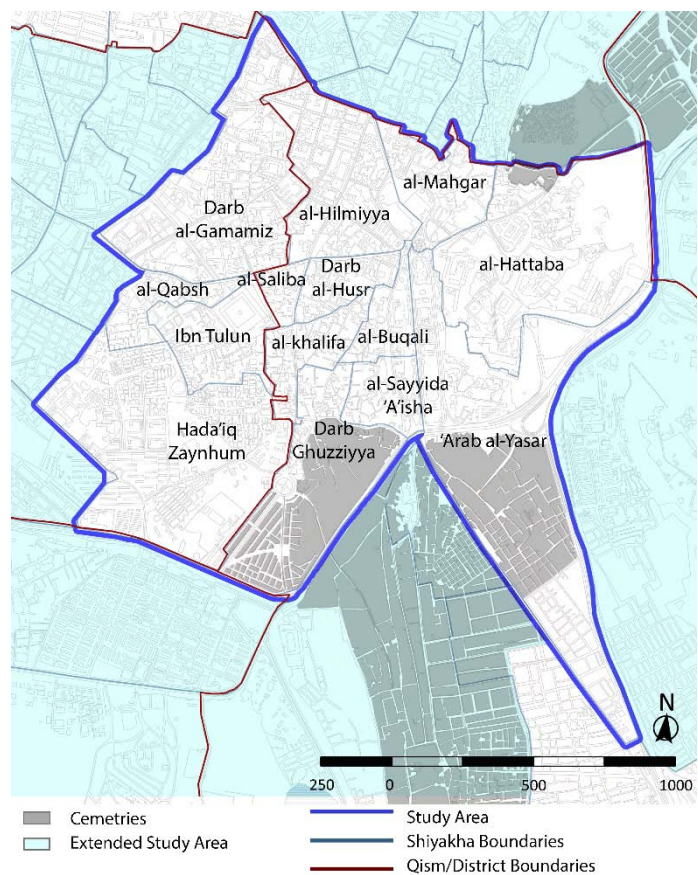 al-Mahgar
Darb
al-Gamamiz
al-Hilmiyya
al-Hattaba
al-Qabsh
al-Saliba
Darb
al-Husr
Ibn Tulun
al-khalifa
al-Buqali
al-Sayyida
'A'isha
Hada'iq
Zaynhum
Darb
Ghuzziyya
'Arab al-Yasar
N
250 0 500 1000
Cemetries
Extended Study Area
Study Area
Shiyakha Boundaries
Qism/District Boundaries